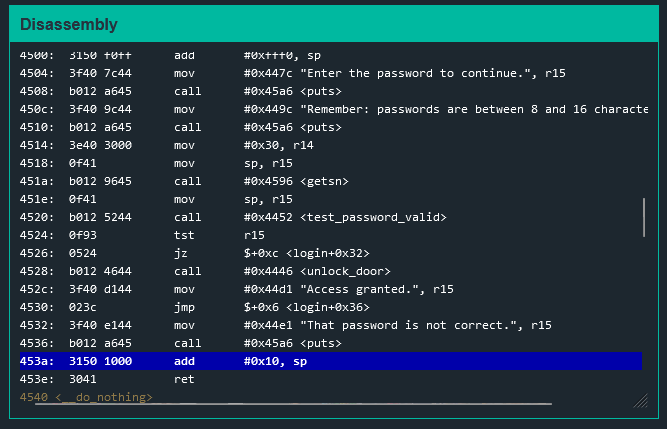 Disassembly
4500:  3150 f0ff      add       #0xfff0, sp
4504:  3f40 7c44      mov       #0x447c "Enter the password to continue.", r15
4508:  b012 a645      call      #0x45a6 <puts>
450c:  3f40 9c44      mov       #0x449c "Remember: passwords are between 8 and 16 characte
4510:  b012 a645      call      #0x45a6 <puts>
4514:  3e40 3000      mov       #0x30, r14
4518:  0f41           mov       sp, r15
451a:  b012 9645      call      #0x4596 <getsn>
451e:  0f41           mov       sp, r15
4520:  b012 5244      call      #0x4452 <test_password_valid>
4524:  0f93           tst       r15
4526:  0524           jz        $+0xc <login+0x32>
4528:  b012 4644      call      #0x4446 <unlock_door>
452c:  3f40 d144      mov       #0x44d1 "Access granted.", r15
4530:  023c           jmp       $+0x6 <login+0x36>
4532:  3f40 e144      mov       #0x44e1 "That password is not correct.", r15
4536:  b012 a645      call      #0x45a6 <puts>
453a:  3150 1000      add       #0x10, sp
453e:  3041           ret
4540 <__do_nothing>